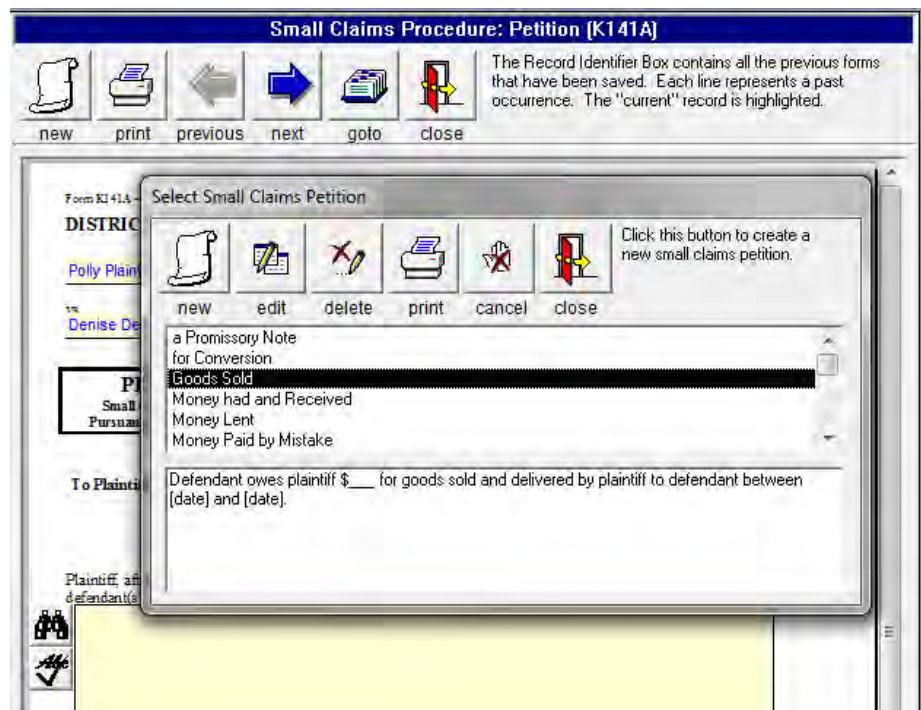 Small Claims Procedure: Petition (K141A)
The Record Identifier Box contains all the previous forms
that have been saved. Each line represents a past
occurrence. The "current" record is highlighted.
new print previous next goto close
Form K141A -
DISTRIC
Polly Plain
vs.
Denise De
PE
Small
Pursuan
To Plainti
Plaintiff, aft
defendant(s
Select Small Claims Petition
Click this button to create a
new small claims petition.
new edit delete print cancel close
a Promissory Note
for Conversion
Goods Sold
Money had and Received
Money Lent
Money Paid by Mistake
Defendant owes plaintiff $___ for goods sold and delivered by plaintiff to defendant between
[date] and [date].